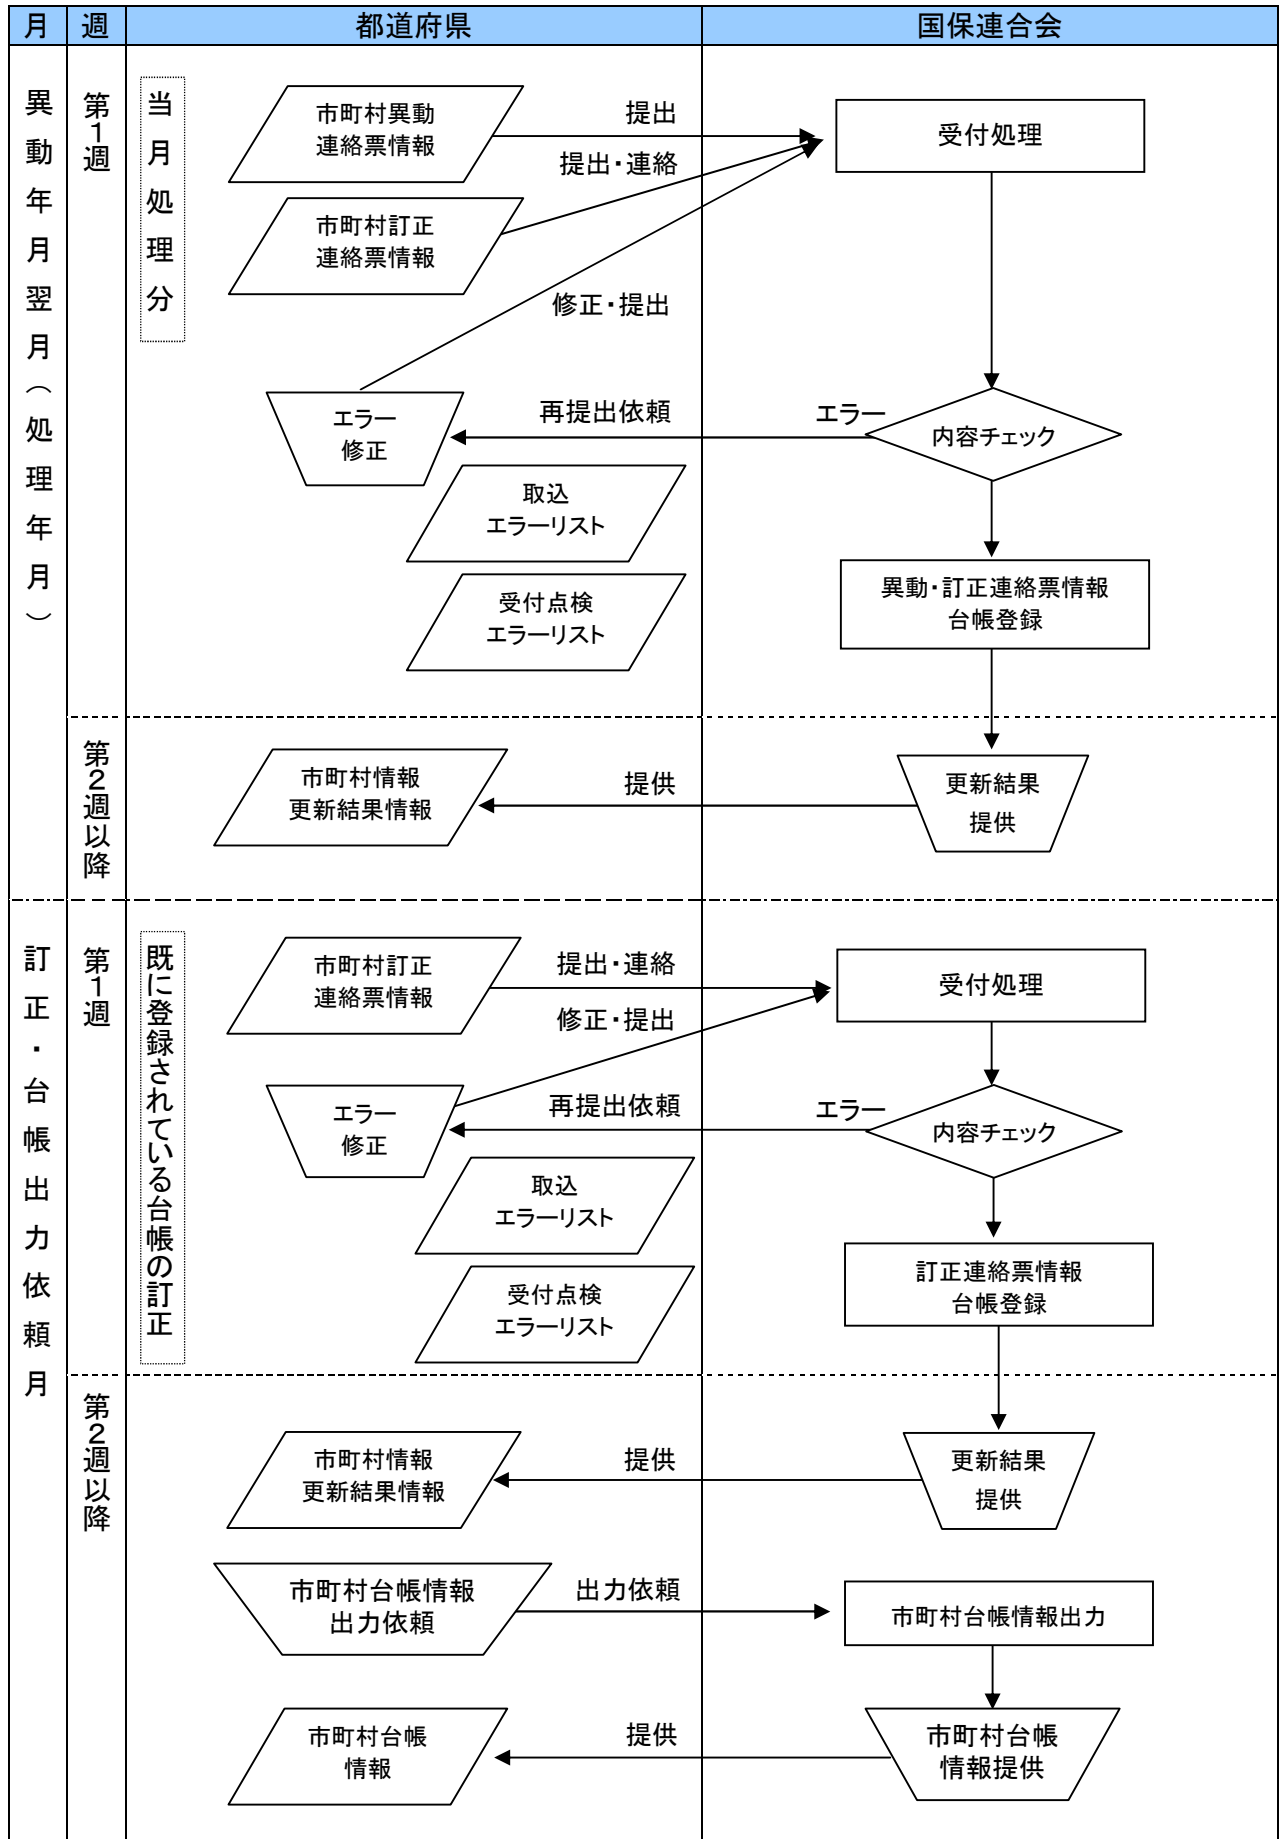 月 週 都道府県 国保連合会
異動年月翌月（処理年月）
第1週
当月処理分
市町村異動
連絡票情報
提出
受付処理
提出・連絡
市町村訂正
連絡票情報
修正・提出
エラー
修正
再提出依頼
エラー
内容チェック
取込
エラーリスト
異動・訂正連絡票情報
台帳登録
受付点検
エラーリスト
第2週以降
市町村情報
更新結果情報
提供
更新結果
提供
訂正・台帳出力依頼月
第1週
既に登録されている台帳の訂正
市町村訂正
連絡票情報
提出・連絡
受付処理
修正・提出
エラー
修正
再提出依頼
エラー
内容チェック
取込
エラーリスト
訂正連絡票情報
台帳登録
受付点検
エラーリスト
第2週以降
市町村情報
更新結果情報
提供
更新結果
提供
市町村台帳情報
出力依頼
出力依頼
市町村台帳情報出力
市町村台帳
情報
提供
市町村台帳
情報提供